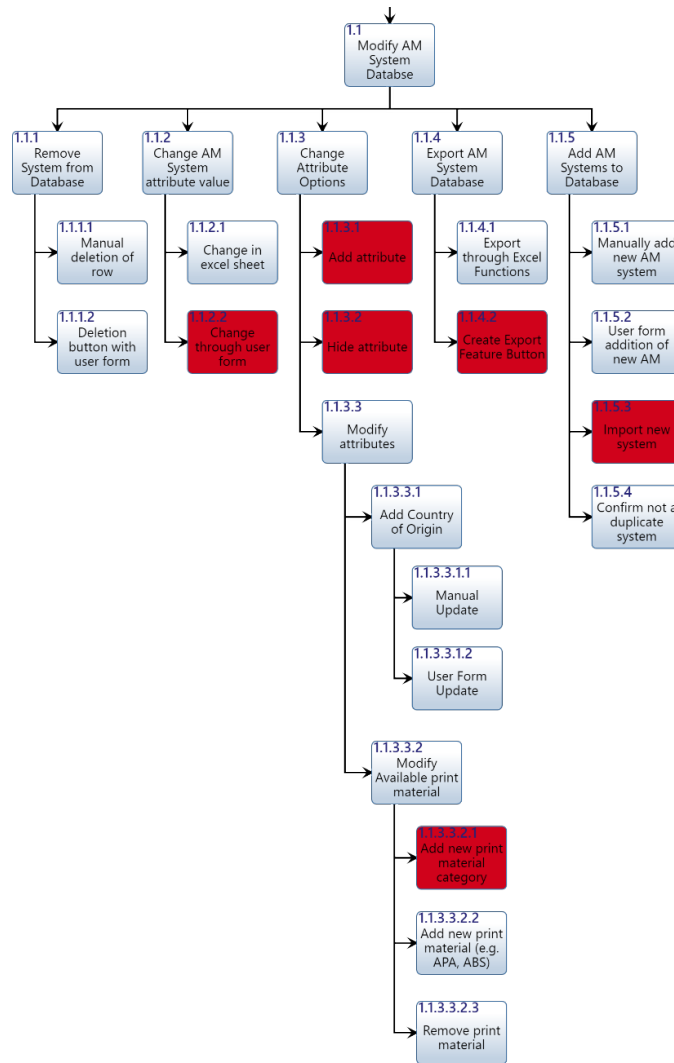 1.1
Modify AM
System
Databse
1.1.1
Remove
System from
Database
1.1.2
Change AM
System
attribute value
1.1.3
Change
Attribute
Options
1.1.4
Export AM
System
Database
1.1.5
Add AM
Systems to
Database
1.1.1.1
Manual
deletion of
row
1.1.2.1
Change in
excel sheet
1.1.3.1
Add attribute
1.1.4.1
Export
through Excel
Functions
1.1.5.1
Manually add
new AM
system
1.1.1.2
Deletion
button with
user form
1.1.2.2
Change
through user
form
1.1.3.2
Hide attribute
1.1.4.2
Create Export
Feature Button
1.1.5.2
User form
addition of
new AM
1.1.3.3
Modify
attributes
1.1.5.3
Import new
system
1.1.3.3.1
Add Country
of Origin
1.1.5.4
Confirm not a
duplicate
system
1.1.3.3.1.1
Manual
Update
1.1.3.3.1.2
User Form
Update
1.1.3.3.2
Modify
Available print
material
1.1.3.3.2.1
Add new print
material
category
1.1.3.3.2.2
Add new print
material (e.g.
APA, ABS)
1.1.3.3.2.3
Remove print
material